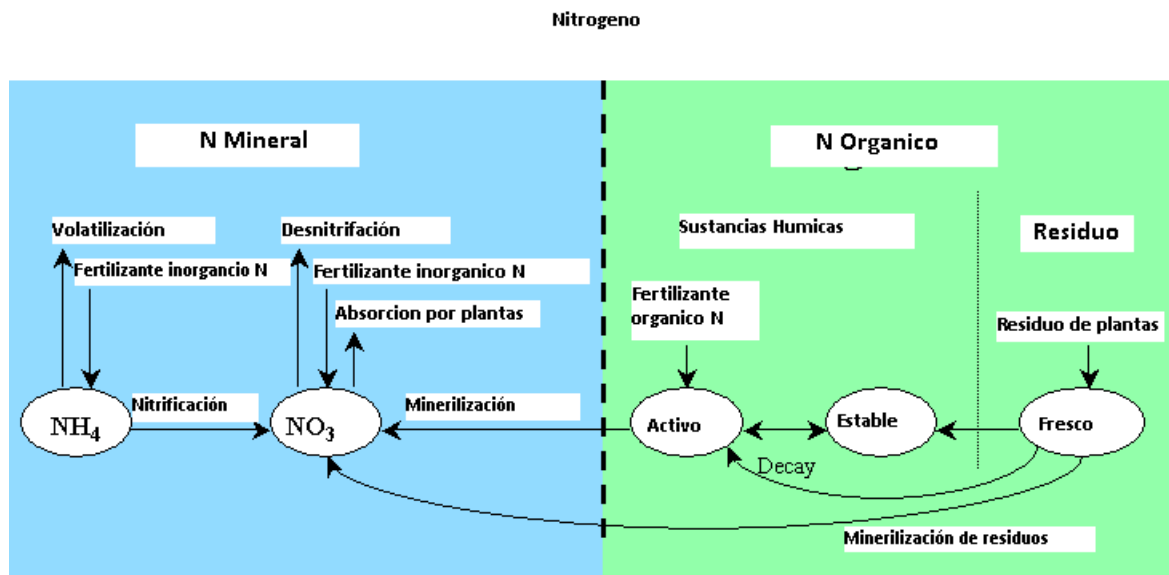 Nitrogeno
N Mineral
N Organico
Volatilización
Desnitrifación
Sustancias Humicas
Residuo
Fertilizante inorgancio N
Fertilizante inorganico N
Absorcion por plantas
Fertilizante
organico N
Residuo de plantas
NH4
Nitrificación
NO3
Minerilización
Activo
Estable
Fresco
Decay
Minerilización de residuos